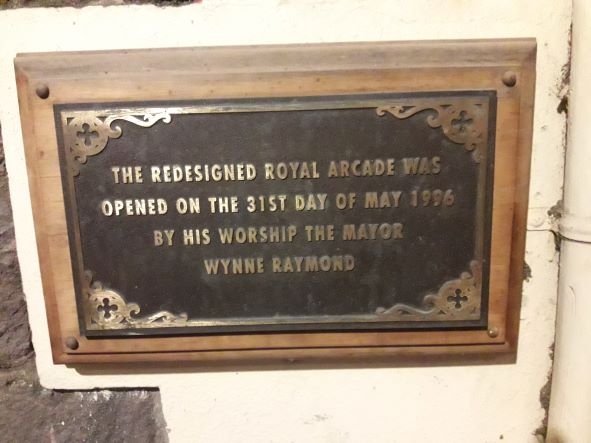 THE REDESIGNED ROYAL ARCADE WAS
OPENED ON THE 31ST DAY OF MAY 1996
BY HIS WORSHIP THE MAYOR
WYNNE RAYMOND